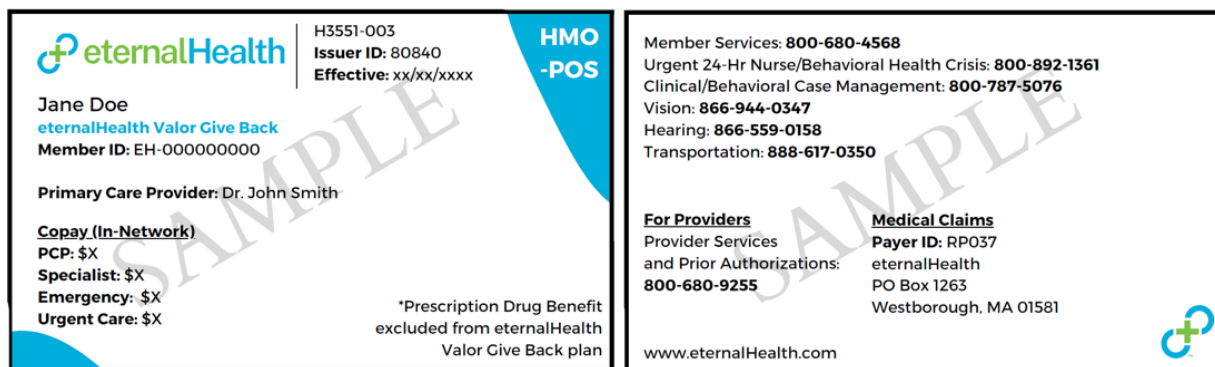 eternalHealth
H3551-003
Issuer ID: 80840
Effective: xx/xx/xxxx
HMO
-POS
Jane Doe
eternalHealth Valor Give Back
Member ID: EH-000000000
Primary Care Provider: Dr. John Smith
Copay (In-Network)
PCP: $X
Specialist: $X
Emergency: $X
Urgent Care: $X
*Prescription Drug Benefit
excluded from eternalHealth
Valor Give Back plan
SAMPLE
Member Services: 800-680-4568
Urgent 24-Hr Nurse/Behavioral Health Crisis: 800-892-1361
Clinical/Behavioral Case Management: 800-787-5076
Vision: 866-944-0347
Hearing: 866-559-0158
Transportation: 888-617-0350
For Providers
Provider Services
and Prior Authorizations:
800-680-9255
Medical Claims
Payer ID: RP037
eternalHealth
PO Box 1263
Westborough, MA 01581
www.eternalHealth.com
SAMPLE